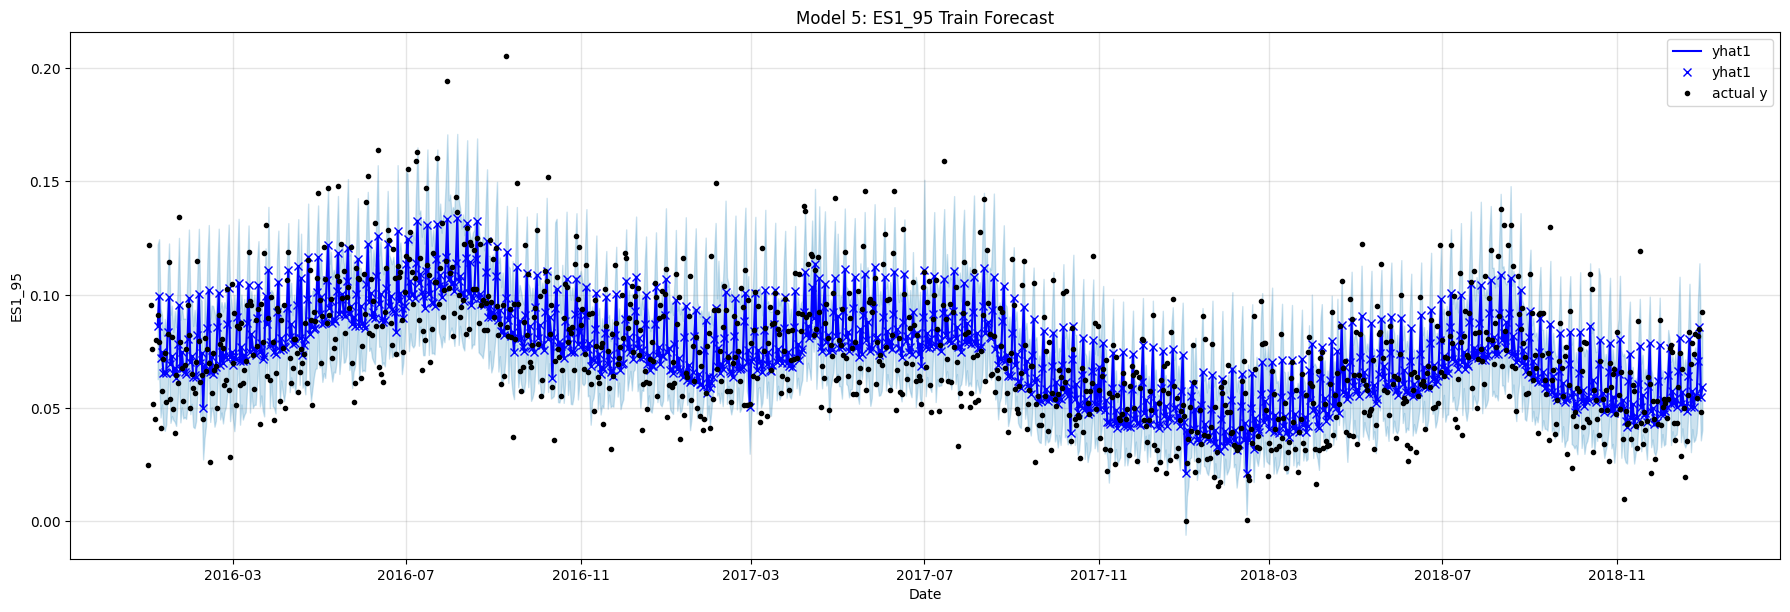 Model 5: ES1_95 Train Forecast
yhat1
yhat1
actual y
0.20
0.15
0.10
0.05
0.00
ES1_95
2016-03
2016-07
2016-11
2017-03
2017-07
2017-11
2018-03
2018-07
2018-11
Date